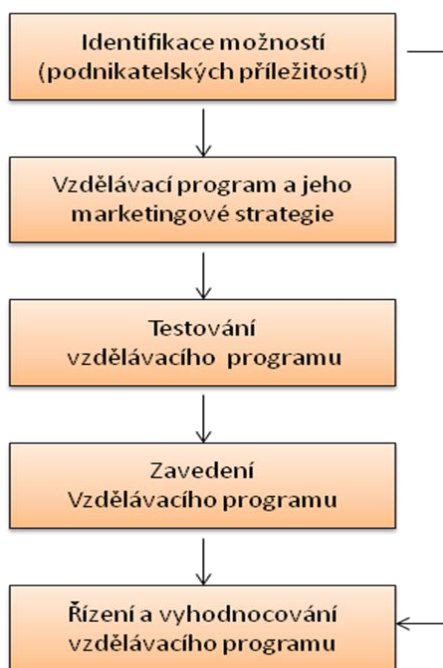 Identifikace možností
(podnikatelských příležitostí)
Vzdělávací program a jeho
marketingové strategie
Testování
vzdělávacího programu
Zavedení
Vzdělávacího programu
Řízení a vyhodnocování
vzdělávacího programu